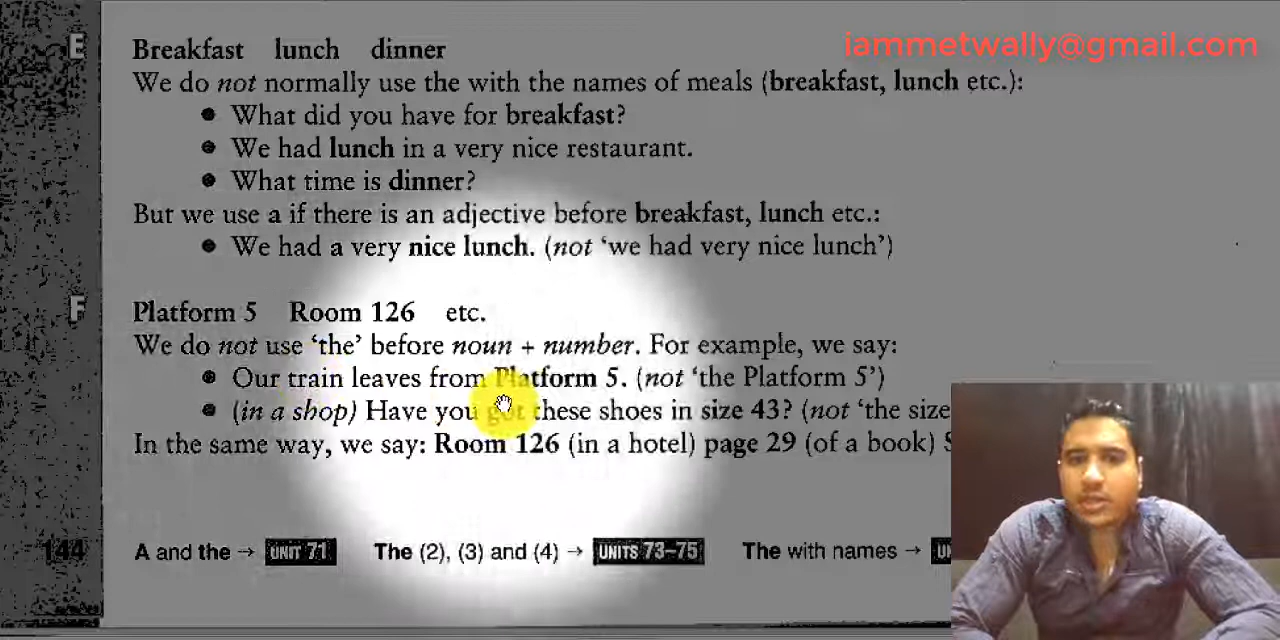 iammetwally@gmail.com
E
Breakfast lunch dinner
We do not normally use the with the names of meals (breakfast, lunch etc.):
• What did you have for breakfast?
• We had lunch in a very nice restaurant.
• What time is dinner?
But we use a if there is an adjective before breakfast, lunch etc.:
• We had a very nice lunch. (not 'we had very nice lunch')
F
Platform 5 Room 126 etc.
We do not use 'the' before noun + number. For example, we say:
• Our train leaves from Platform 5. (not 'the Platform 5')
• (in a shop) Have you got these shoes in size 43? (not 'the size
In the same way, we say: Room 126 (in a hotel) page 29 (of a book)
144
A and the → UNIT 71 The (2), (3) and (4) → UNITS 73–75 The with names →